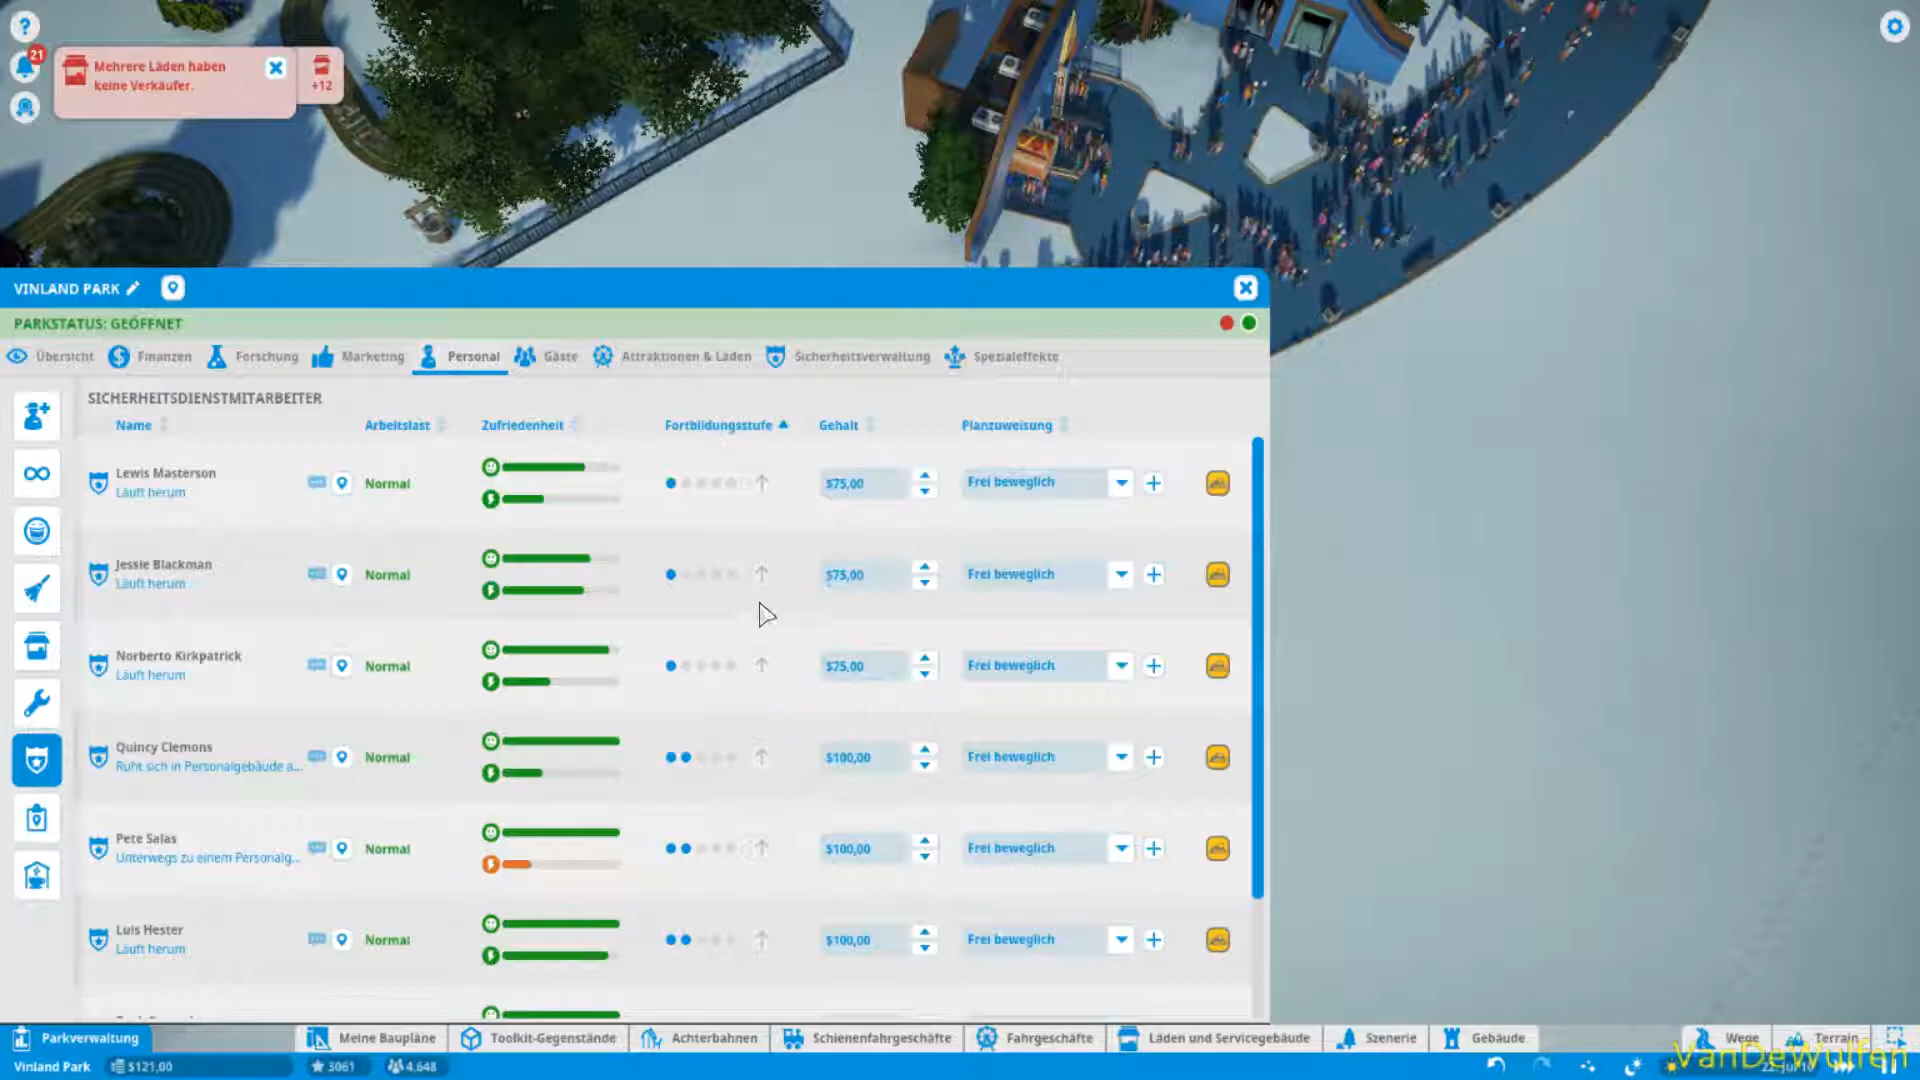 ?
21
Mehrere Läden haben
keine Verkäufer.
+12
VINLAND PARK
PARKSTATUS: GEÖFFNET
Übersicht
Finanzen
Forschung
Marketing
Personal
Gäste
Attraktionen & Läden
Sicherheitsverwaltung
Spezialeffekte
SICHERHEITSDIENSTMITARBEITER
Name
Arbeitslast
Zufriedenheit
Fortbildungsstufe
Gehalt
Planzuweisung
Lewis Masterson
Läuft herum
Normal
$75,00
Frei beweglich
Jessie Blackman
Läuft herum
Normal
$75,00
Frei beweglich
Norberto Kirkpatrick
Läuft herum
Normal
$75,00
Frei beweglich
Quincy Clemons
Ruht sich in Personalgebäude a...
Normal
$100,00
Frei beweglich
Pete Salas
Unterwegs zu einem Personalg...
Normal
$100,00
Frei beweglich
Luis Hester
Läuft herum
Normal
$100,00
Frei beweglich
Parkverwaltung
Meine Baupläne
Toolkit-Gegenstände
Achterbahnen
Schienenfahrgeschäfte
Fahrgeschäfte
Läden und Servicegebäude
Szenerie
Gebäude
Wege
Terrain
Vinland Park
$121,00
3061
4.648
VanDeWulfen